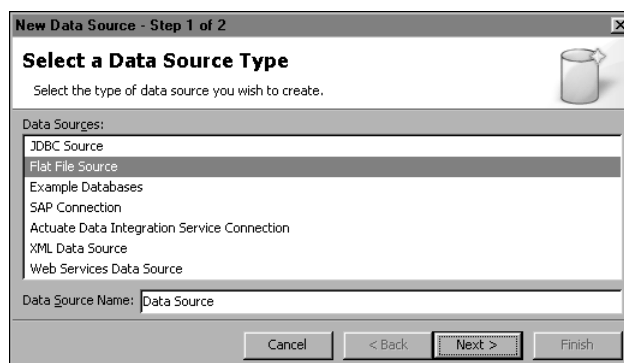 New Data Source - Step 1 of 2
Select a Data Source Type
Select the type of data source you wish to create.
Data Sources:
JDBC Source
Flat File Source
Example Databases
SAP Connection
Actuate Data Integration Service Connection
XML Data Source
Web Services Data Source
Data Source Name: Data Source
Cancel < Back Next > Finish